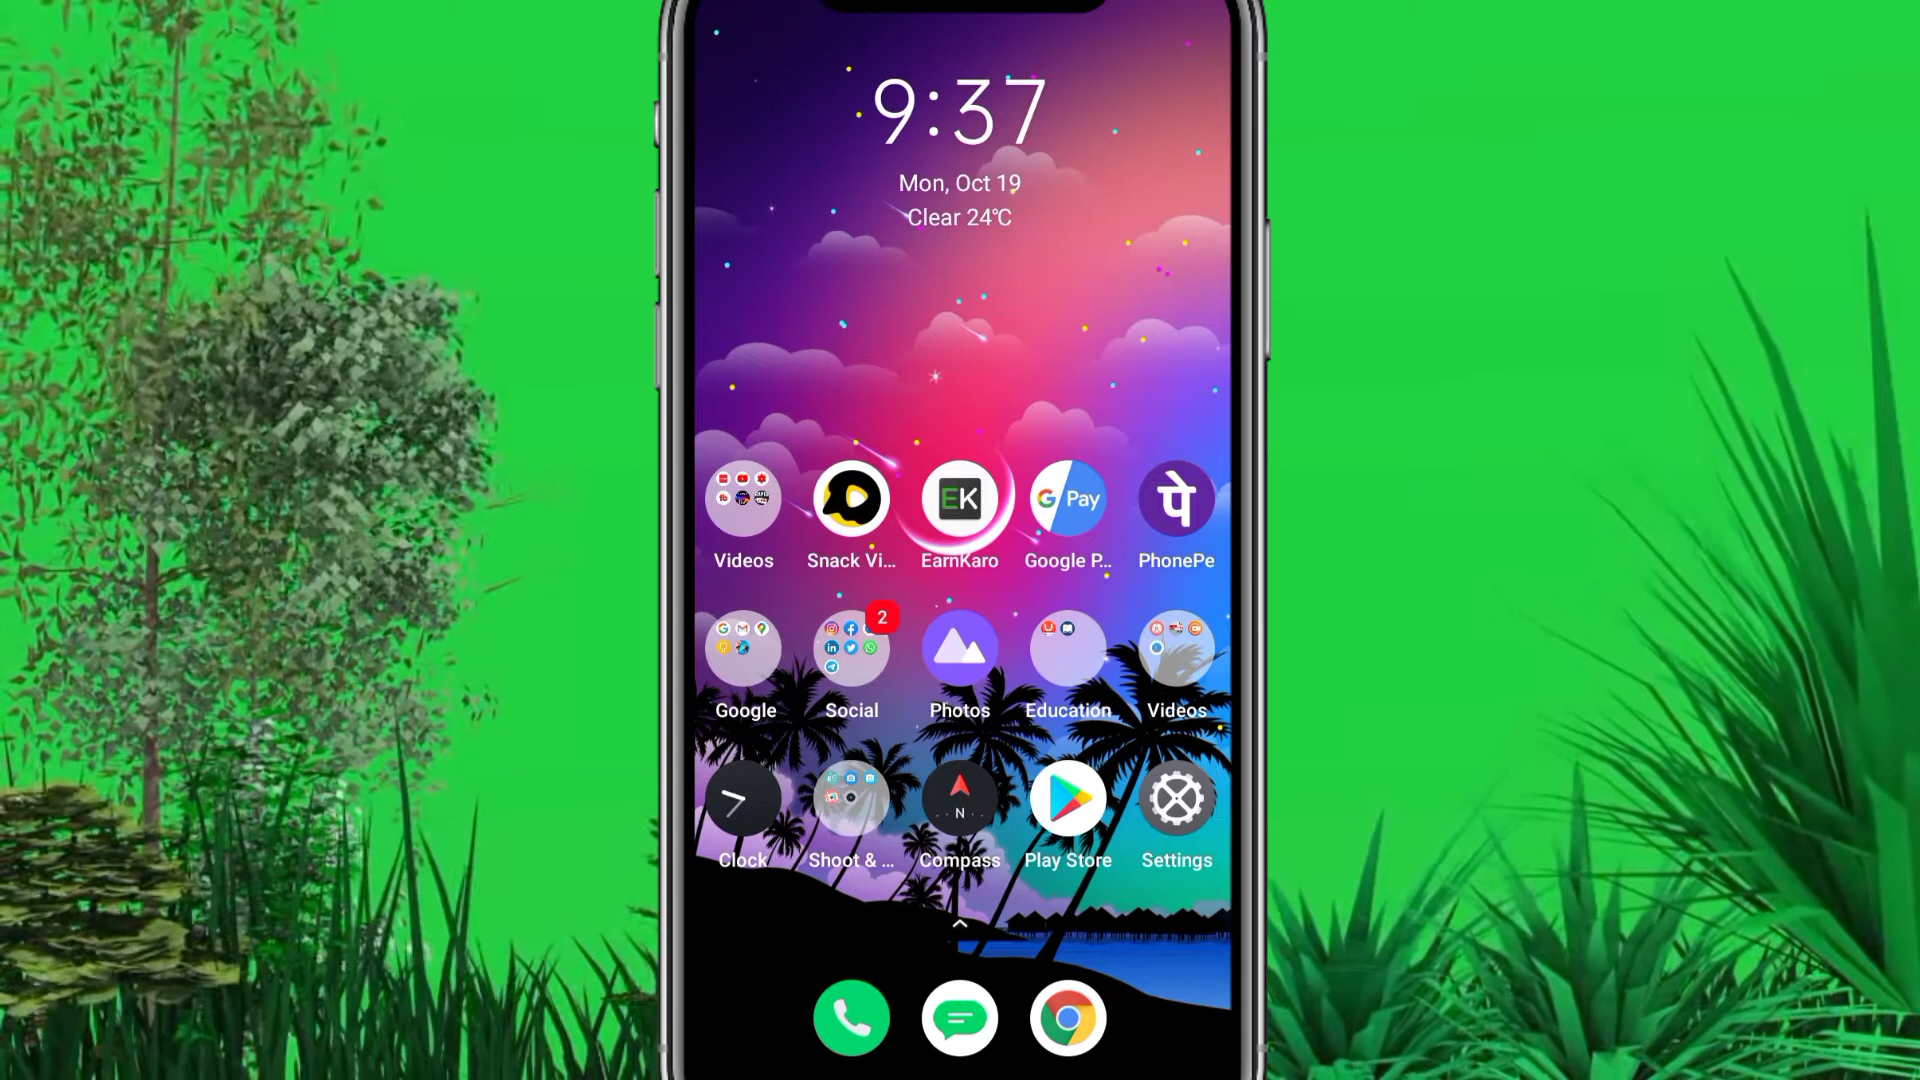 9:37
Mon, Oct 19
Clear 24℃
EK
G Pay
पे
Videos
Snack Vi...
EarnKaro
Google P...
PhonePe
2
Google
Social
Photos
Education
Videos
N
Clock
Shoot & ...
Compass
Play Store
Settings